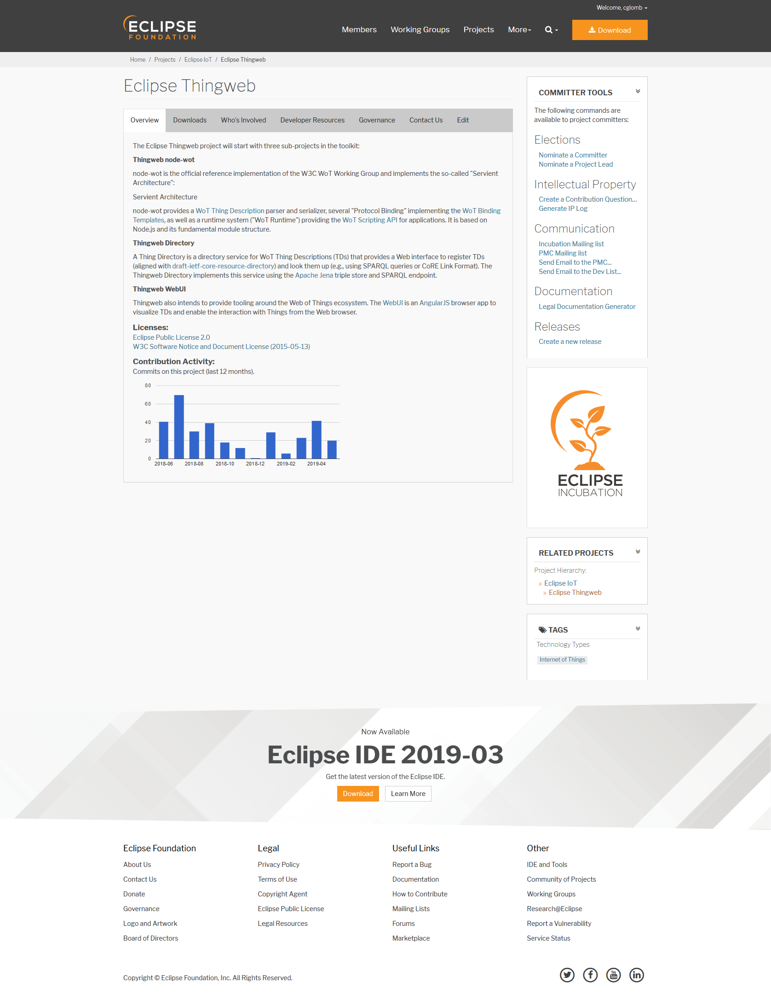 Welcome, cglomb
ECLIPSE
FOUNDATION
Members Working Groups Projects More Download
Home / Projects / Eclipse IoT / Eclipse Thingweb
Eclipse Thingweb
Overview Downloads Who's Involved Developer Resources Governance Contact Us Edit
The Eclipse Thingweb project will start with three sub-projects in the toolkit:
Thingweb node-wot
node-wot is the official reference implementation of the W3C WoT Working Group and implements the so-called "Servient
Architecture":
Servient Architecture
node-wot provides a WoT Thing Description parser and serializer, several "Protocol Binding" implementing the WoT Binding
Templates, as well as a runtime system ("WoT Runtime") providing the WoT Scripting API for applications. It is based on
Node.js and its fundamental module structure.
Thingweb Directory
A Thing Directory is a directory service for WoT Thing Descriptions (TDs) that provides a Web interface to register TDs
(aligned with draft-ietf-core-resource-directory) and look them up (e.g., using SPARQL queries or CoRE Link Format). The
Thingweb Directory implements this service using the Apache Jena triple store and SPARQL endpoint.
Thingweb WebUI
Thingweb also intends to provide tooling around the Web of Things ecosystem. The WebUI is an AngularJS browser app to
visualize TDs and enable the interaction with Things from the Web browser.
Licenses:
Eclipse Public License 2.0
W3C Software Notice and Document License (2015-05-13)
Contribution Activity:
Commits on this project (last 12 months).
80
60
40
20
0
2018-06 2018-08 2018-10 2018-12 2019-02 2019-04
COMMITTER TOOLS
The following commands are
available to project committers:
Elections
Nominate a Committer
Nominate a Project Lead
Intellectual Property
Create a Contribution Question...
Generate IP Log
Communication
Incubation Mailing list
PMC Mailing list
Send Email to the PMC...
Send Email to the Dev List...
Documentation
Legal Documentation Generator
Releases
Create a new release
ECLIPSE
INCUBATION
RELATED PROJECTS
Project Hierarchy:
» Eclipse IoT
» Eclipse Thingweb
TAGS
Technology Types
Internet of Things
Now Available
Eclipse IDE 2019-03
Get the latest version of the Eclipse IDE.
Download Learn More
Eclipse Foundation
About Us
Contact Us
Donate
Governance
Logo and Artwork
Board of Directors
Legal
Privacy Policy
Terms of Use
Copyright Agent
Eclipse Public License
Legal Resources
Useful Links
Report a Bug
Documentation
How to Contribute
Mailing Lists
Forums
Marketplace
Other
IDE and Tools
Community of Projects
Working Groups
Research@Eclipse
Report a Vulnerability
Service Status
Copyright © Eclipse Foundation, Inc. All Rights Reserved.
You
Tube
in